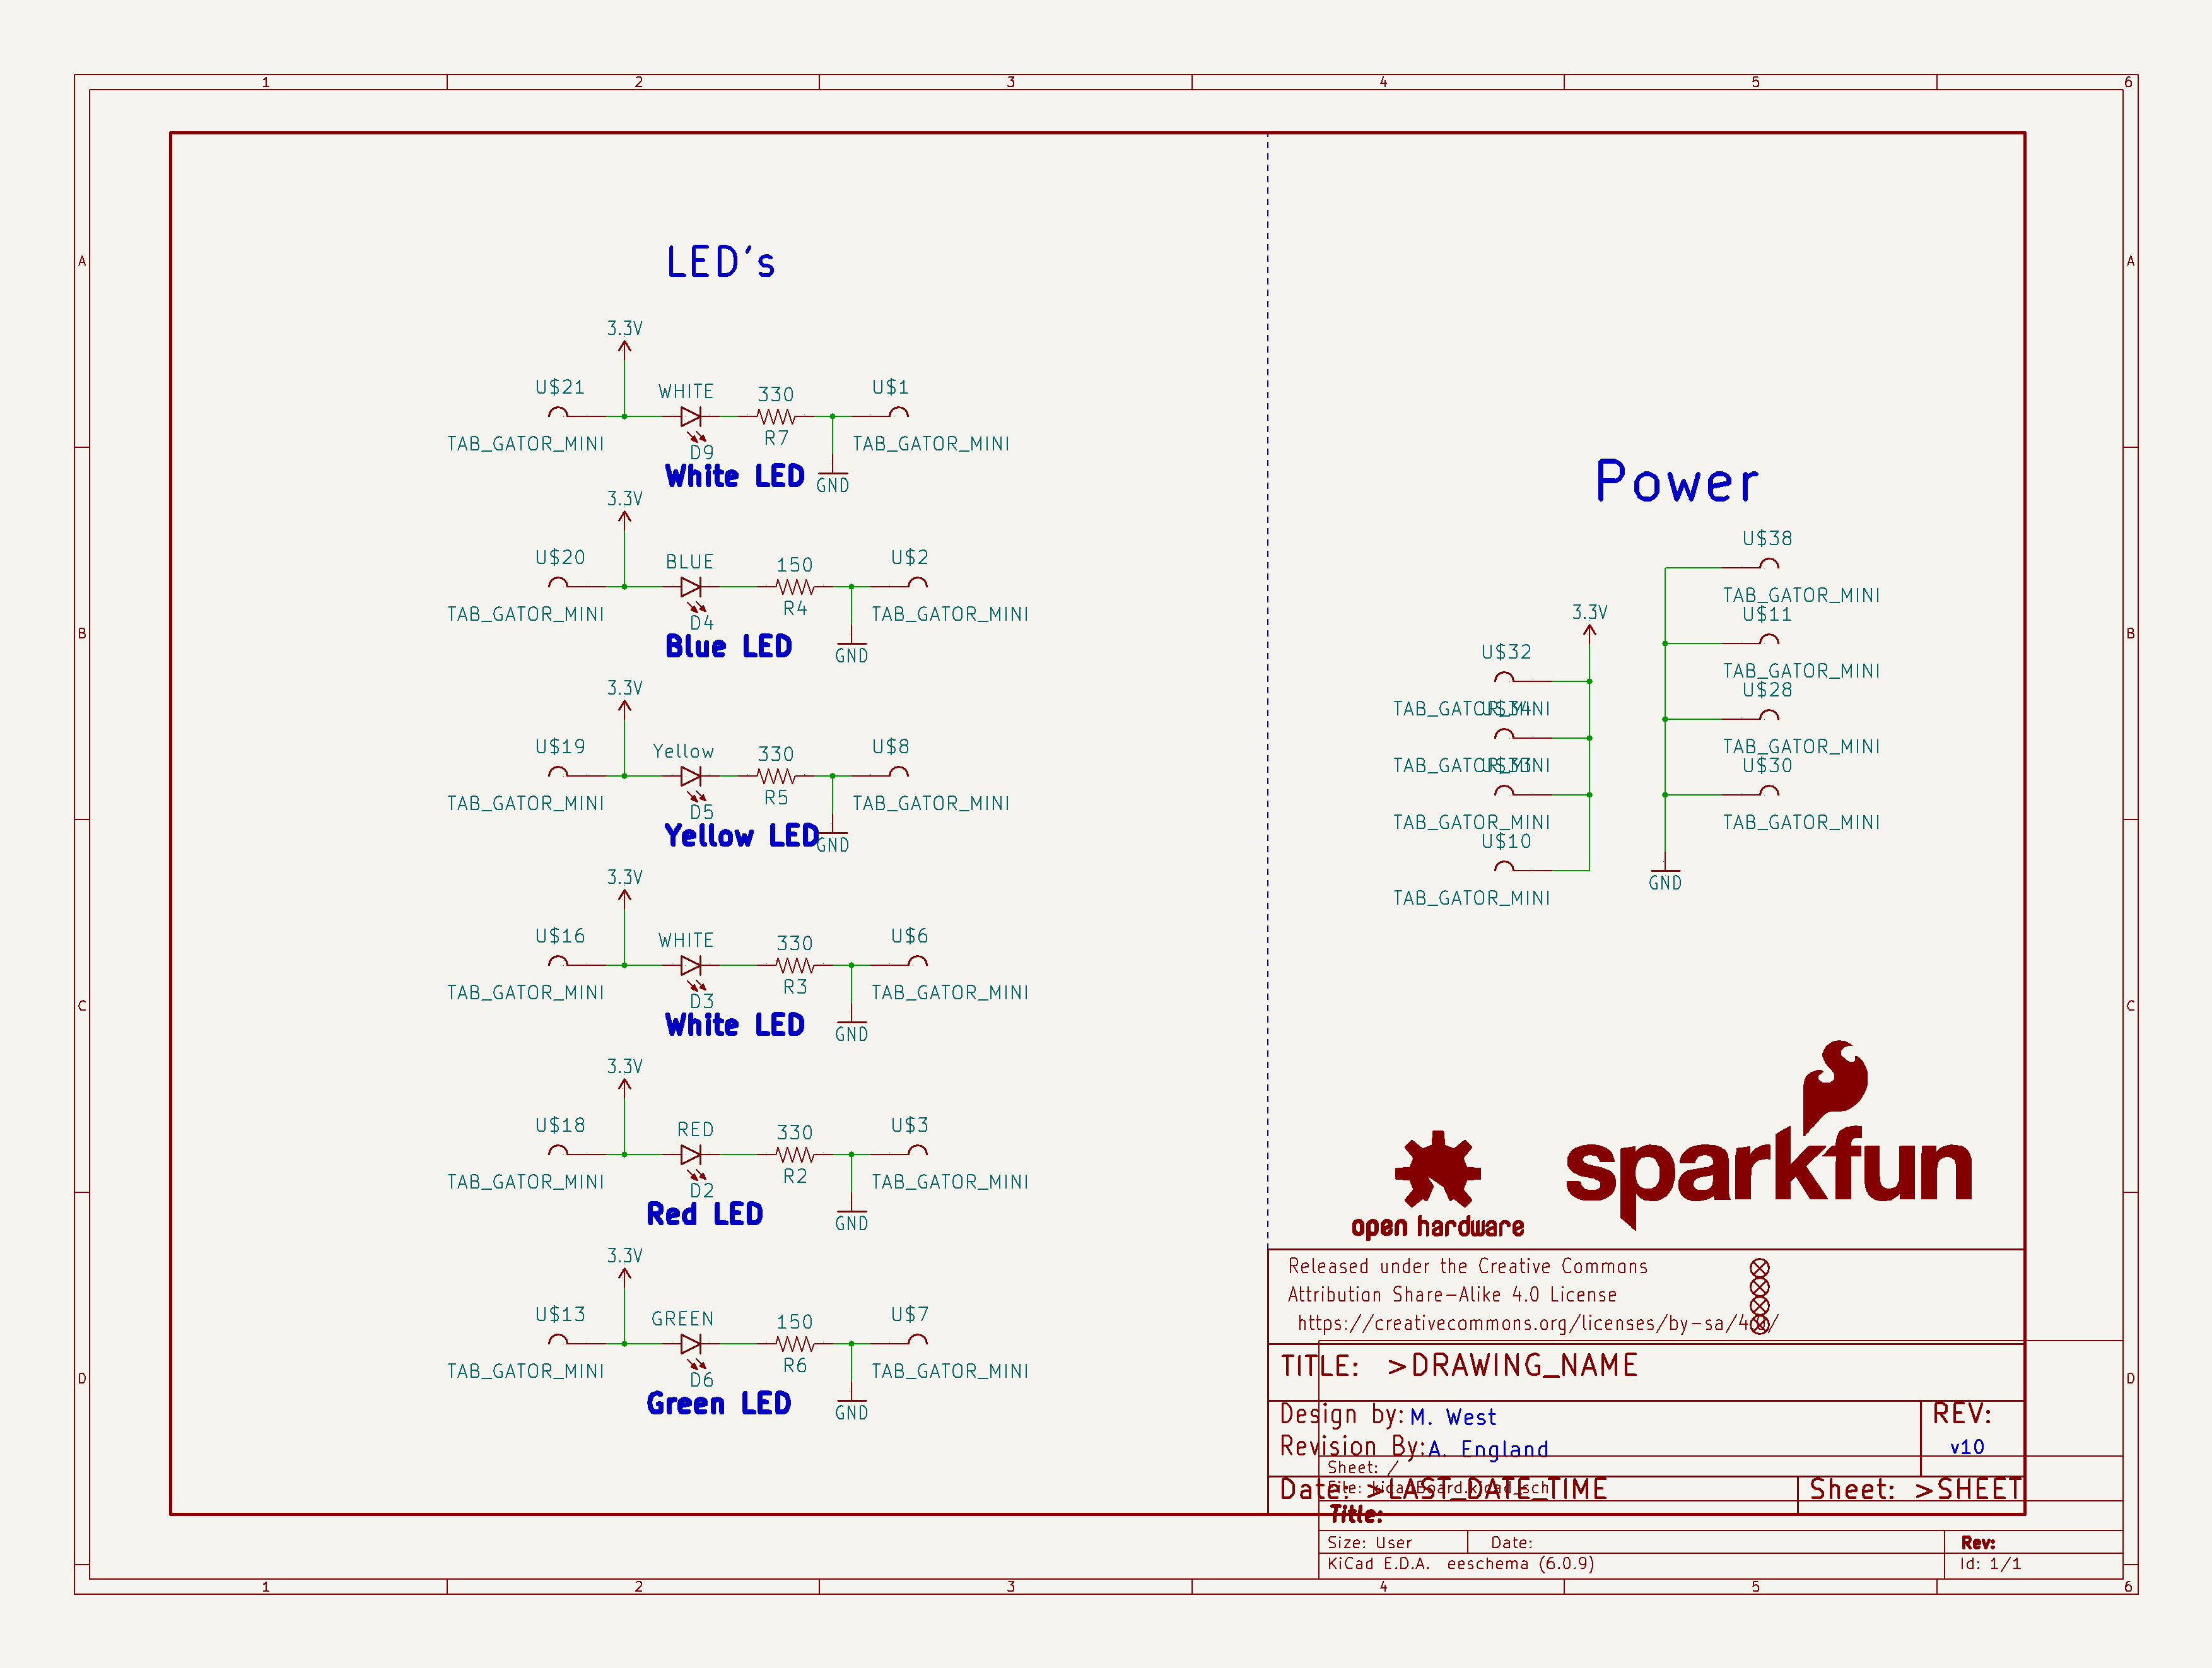 1 2 3 4 5 6
A A
LED's
3.3V
U$21 WHITE 330 U$1
TAB_GATOR_MINI D9 R7 TAB_GATOR_MINI
White LED GND
3.3V
U$20 BLUE 150 U$2
TAB_GATOR_MINI D4 R4 TAB_GATOR_MINI
Blue LED GND
3.3V
U$19 Yellow 330 U$8
TAB_GATOR_MINI D5 R5 TAB_GATOR_MINI
Yellow LED GND
3.3V
U$16 WHITE 330 U$6
TAB_GATOR_MINI D3 R3 TAB_GATOR_MINI
White LED GND
3.3V
U$18 RED 330 U$3
TAB_GATOR_MINI D2 R2 TAB_GATOR_MINI
Red LED GND
3.3V
U$13 GREEN 150 U$7
TAB_GATOR_MINI D6 R6 TAB_GATOR_MINI
Green LED GND
Power
U$38
TAB_GATOR_MINI
U$11
TAB_GATOR_MINI
U$28
TAB_GATOR_MINI
U$30
TAB_GATOR_MINI
GND
3.3V
U$32
TAB_GATOR_MINI
U$34
TAB_GATOR_MINI
U$33
TAB_GATOR_MINI
U$10
TAB_GATOR_MINI
B B
C C
D D
open hardware
sparkfun
Released under the Creative Commons
Attribution Share-Alike 4.0 License
https://creativecommons.org/licenses/by-sa/4.0/
TITLE: >DRAWING_NAME
Design by: M. West
REV:
Revision By: A. England
v10
Sheet: /
File: kicadBoard.kicad_sch
Date: >LAST_DATE_TIME
Sheet: >SHEET
Title:
Size: User Date: Rev:
KiCad E.D.A. eeschema (6.0.9) Id: 1/1
1 2 3 4 5 6